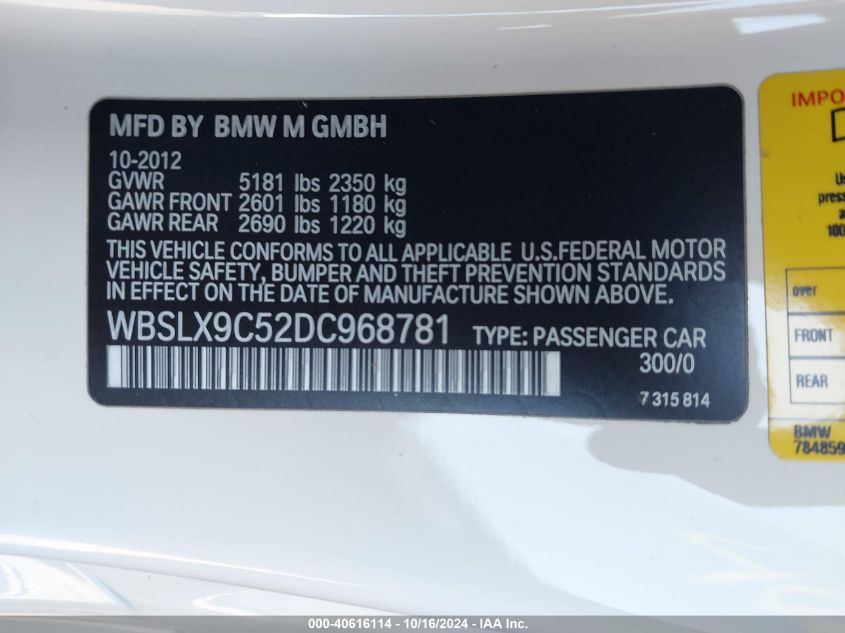 MFD BY BMW M GMBH
10-2012
GVWR 5181 lbs 2350 kg
GAWR FRONT 2601 lbs 1180 kg
GAWR REAR 2690 lbs 1220 kg
THIS VEHICLE CONFORMS TO ALL APPLICABLE U.S.FEDERAL MOTOR
VEHICLE SAFETY, BUMPER AND THEFT PREVENTION STANDARDS
IN EFFECT ON THE DATE OF MANUFACTURE SHOWN ABOVE.
WBSLX9C52DC968781 TYPE: PASSENGER CAR
300/0
7 315 814
over
FRONT
REAR
BMW
000-40616114 - 10/16/2024 - IAA Inc.